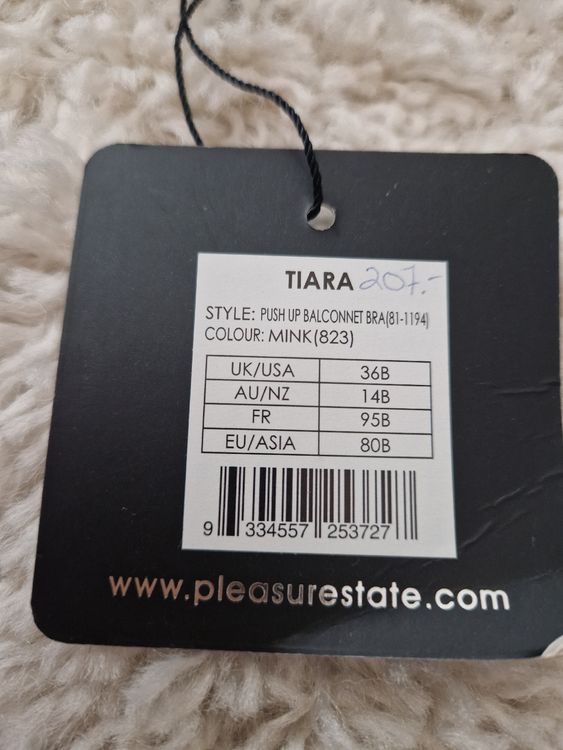 TIARA 207.-
STYLE: PUSH UP BALCONNET BRA(81-1194)
COLOUR: MINK(823)
UK/USA 36B
AU/NZ 14B
FR 95B
EU/ASIA 80B
9 334557 253727
www.pleasurestate.com